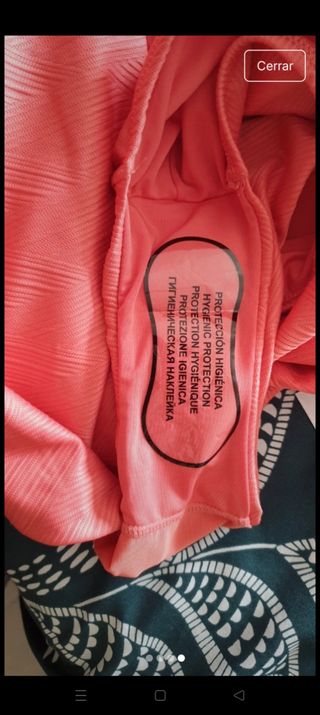 Cerrar
PROTECCIÓN HIGIÉNICA
HYGIENIC PROTECTION
PROTECTION HYGIÉNIQUE
PROTEZIONE IGIENICA
ГИГИЕНИЧЕСКАЯ НАКЛЕЙКА